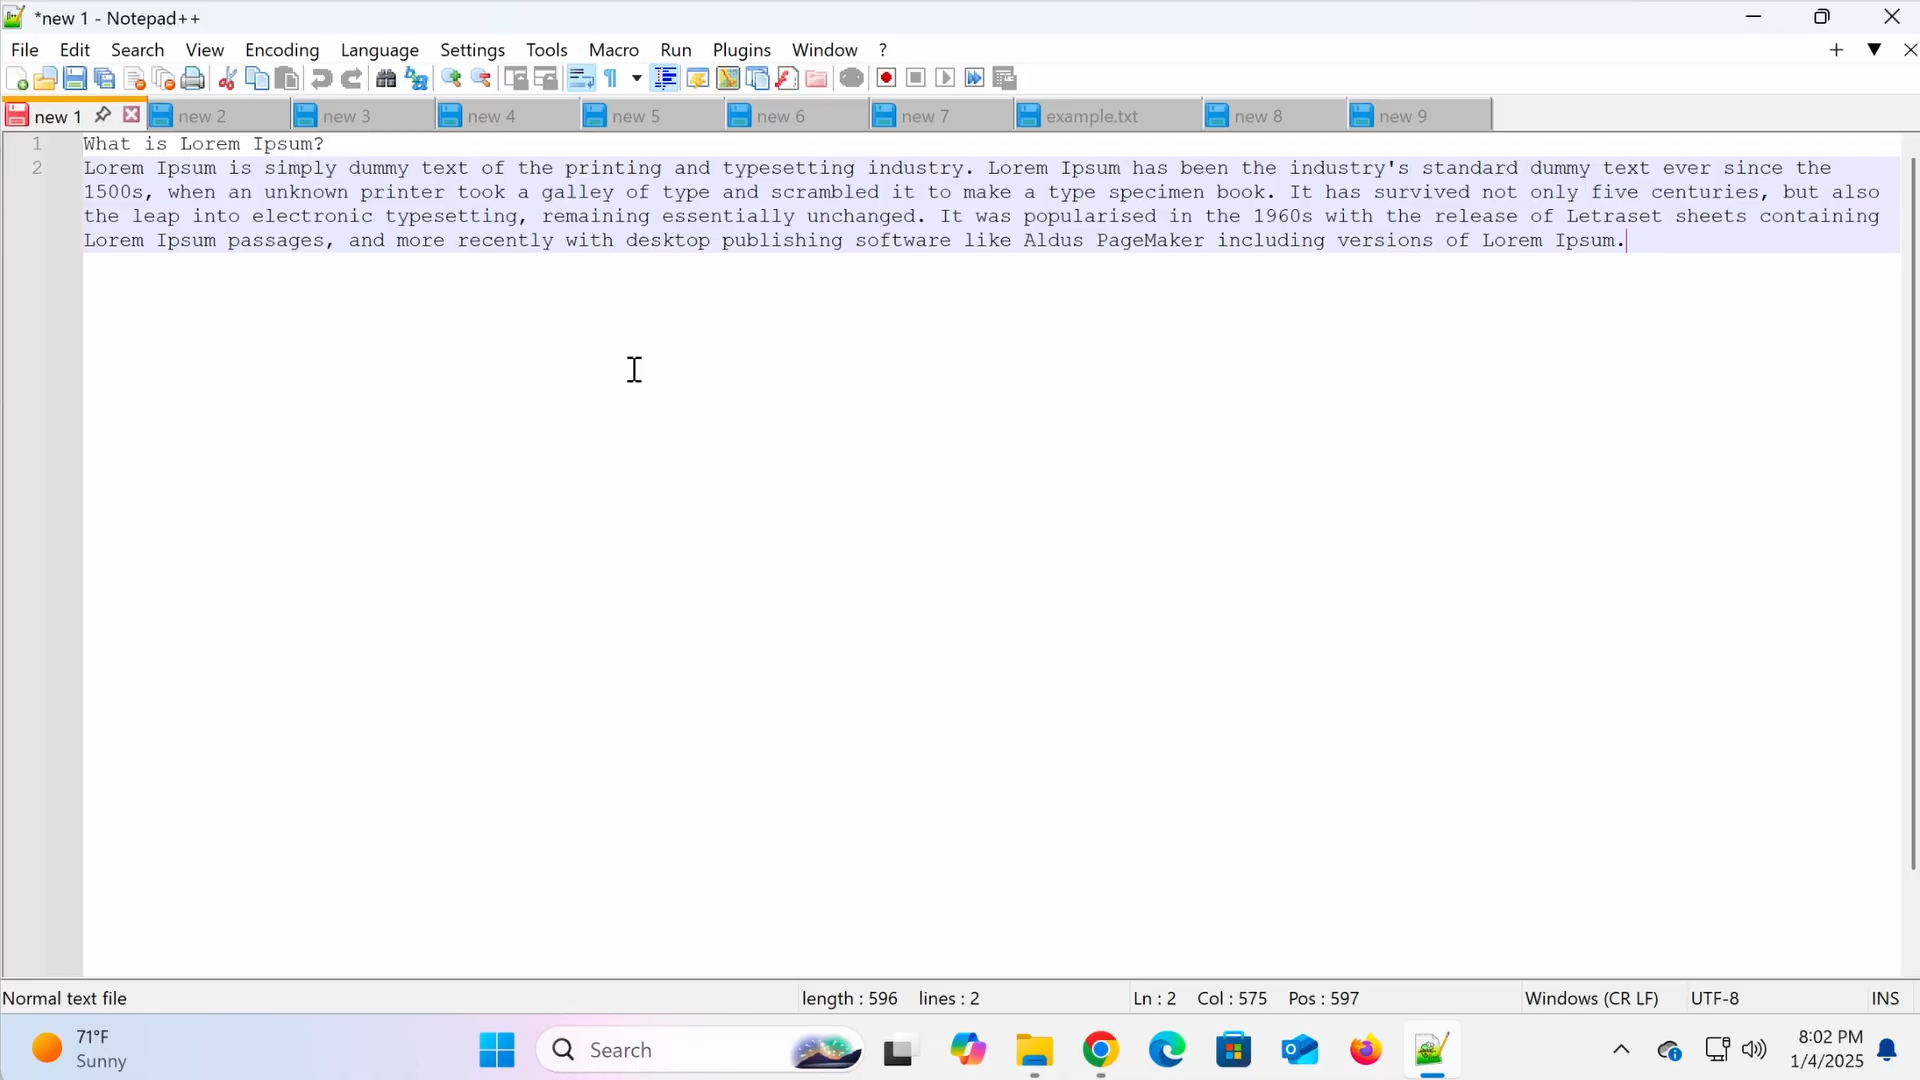 *new 1 - Notepad++
File Edit Search View Encoding Language Settings Tools Macro Run Plugins Window ?
new 1 new 2 new 3 new 4 new 5 new 6 new 7 example.txt new 8 new 9
1 What is Lorem Ipsum?
2 Lorem Ipsum is simply dummy text of the printing and typesetting industry. Lorem Ipsum has been the industry's standard dummy text ever since the
1500s, when an unknown printer took a galley of type and scrambled it to make a type specimen book. It has survived not only five centuries, but also
the leap into electronic typesetting, remaining essentially unchanged. It was popularised in the 1960s with the release of Letraset sheets containing
Lorem Ipsum passages, and more recently with desktop publishing software like Aldus PageMaker including versions of Lorem Ipsum.
Normal text file length : 596 lines : 2 Ln : 2 Col : 575 Pos : 597 Windows (CR LF) UTF-8 INS
71°F
Sunny
Search
8:02 PM
1/4/2025